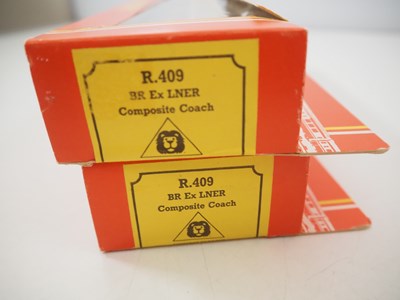 R.409
BR Ex LNER
Composite Coach
R.409
BR Ex LNER
Composite Coach